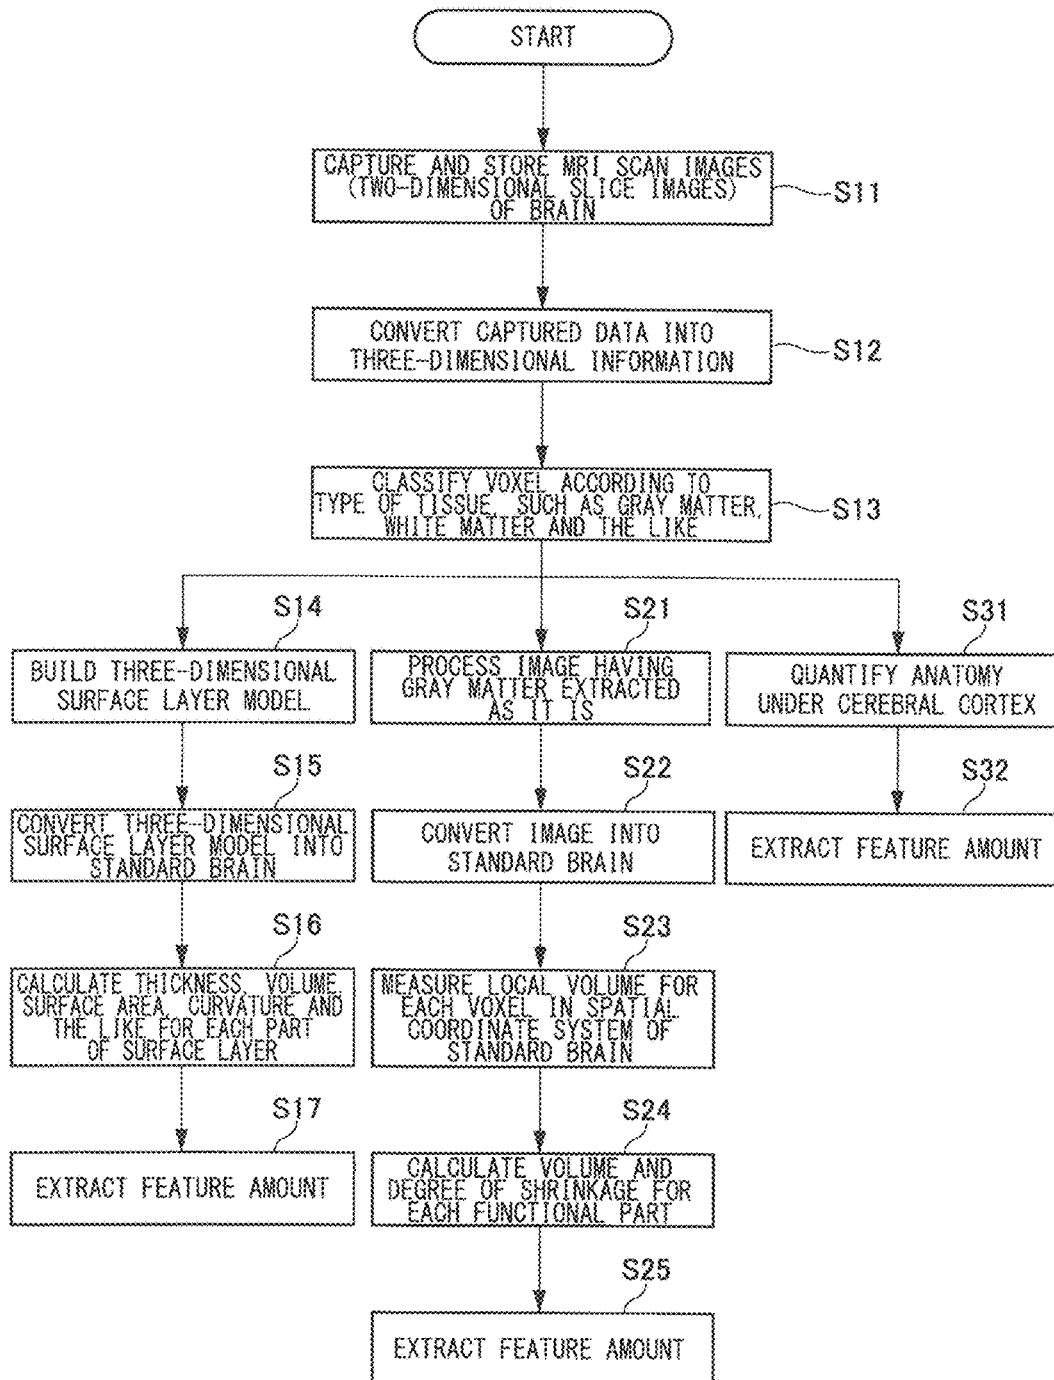 START
CAPTURE AND STORE MRI SCAN IMAGES
(TWO-DIMENSIONAL SLICE IMAGES)
OF BRAIN
S11
CONVERT CAPTURED DATA INTO
THREE-DIMENSIONAL INFORMATION
S12
CLASSIFY VOXEL ACCORDING TO
TYPE OF TISSUE, SUCH AS GRAY MATTER,
WHITE MATTER AND THE LIKE
S13
S14
BUILD THREE-DIMENSIONAL
SURFACE LAYER MODEL
S15
CONVERT THREE-DIMENSIONAL
SURFACE LAYER MODEL INTO
STANDARD BRAIN
S16
CALCULATE THICKNESS, VOLUME,
SURFACE AREA, CURVATURE AND
THE LIKE FOR EACH PART
OF SURFACE LAYER
S17
EXTRACT FEATURE AMOUNT
S21
PROCESS IMAGE HAVING
GRAY MATTER EXTRACTED
AS IT IS
S22
CONVERT IMAGE INTO
STANDARD BRAIN
S23
MEASURE LOCAL VOLUME FOR
EACH VOXEL IN SPATIAL
COORDINATE SYSTEM OF
STANDARD BRAIN
S24
CALCULATE VOLUME AND
DEGREE OF SHRINKAGE FOR
EACH FUNCTIONAL PART
S25
EXTRACT FEATURE AMOUNT
S31
QUANTIFY ANATOMY
UNDER CEREBRAL CORTEX
S32
EXTRACT FEATURE AMOUNT